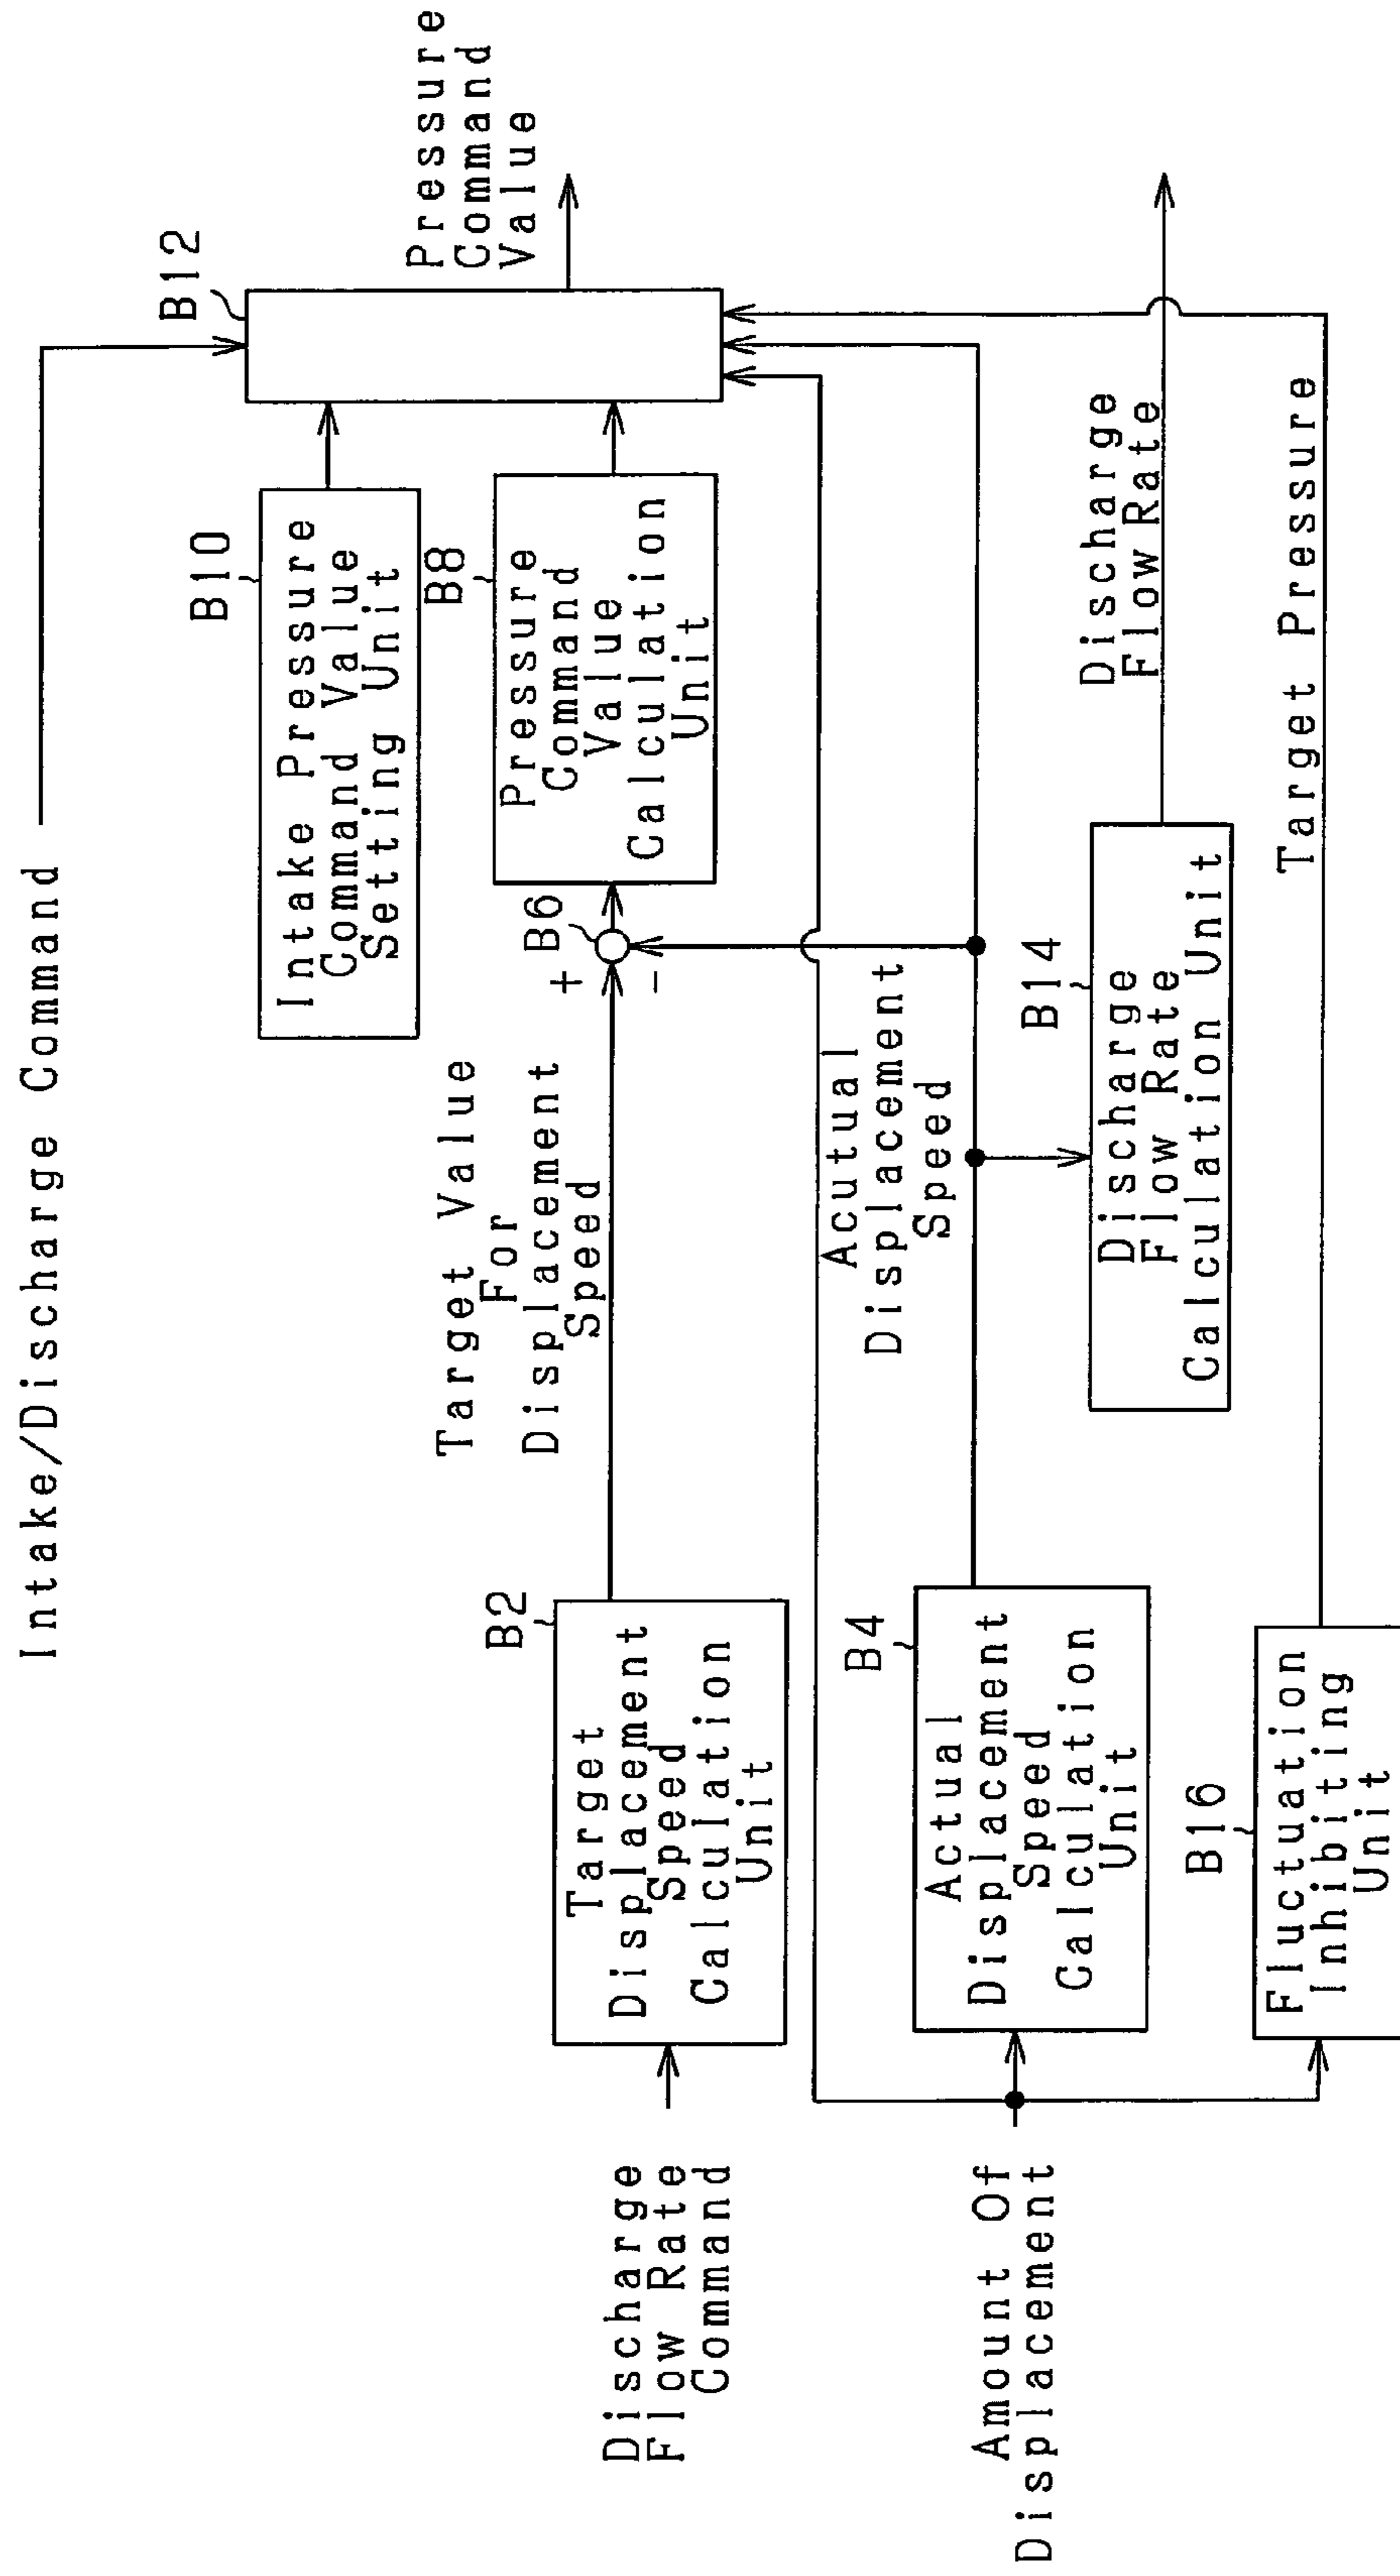 Intake/Discharge Command
B12
Pressure
Command
Value
B10
Intake Pressure
Command Value
Setting Unit
B8
Pressure
Command
Value
Calculation
Unit
B6
+
−
Target Value
For
Displacement
Speed
B2
Target
Displacement
Speed
Calculation
Unit
Discharge
Flow Rate
Command
Acutual
Displacement
Speed
B4
Actual
Displacement
Speed
Calculation
Unit
Amount Of
Displacement
B14
Discharge
Flow Rate
Calculation Unit
Discharge
Flow Rate
B16
Fluctuation
Inhibiting
Unit
Target Pressure